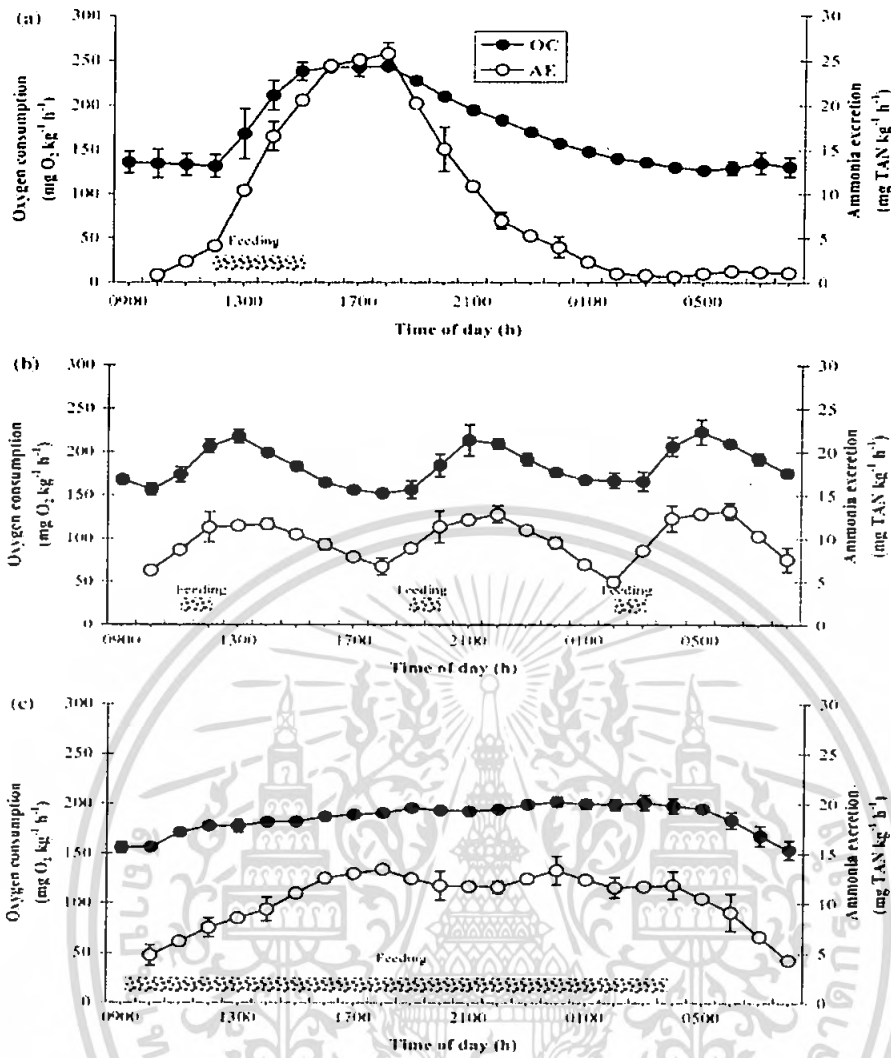 (a)
OC
AE
Oxygen consumption
(mg O₂ kg⁻¹ h⁻¹)
300
250
200
150
100
50
0
Ammonia excretion
(mg TAN kg⁻¹ h⁻¹)
30
25
20
15
10
5
0
Feeding
0900 1300 1700 2100 0100 0500
Time of day (h)
(b)
Oxygen consumption
(mg O₂ kg⁻¹ h⁻¹)
300
250
200
150
100
50
0
Ammonia excretion
(mg TAN kg⁻¹ h⁻¹)
30
25
20
15
10
5
0
Feeding Feeding Feeding
0900 1300 1700 2100 0100 0500
Time of day (h)
(c)
Oxygen consumption
(mg O₂ kg⁻¹ h⁻¹)
300
250
200
150
100
50
0
Ammonia excretion
(mg TAN kg⁻¹ h⁻¹)
30
25
20
15
10
5
0
Feeding
0900 1300 1700 2100 0100 0500
Time of day (h)